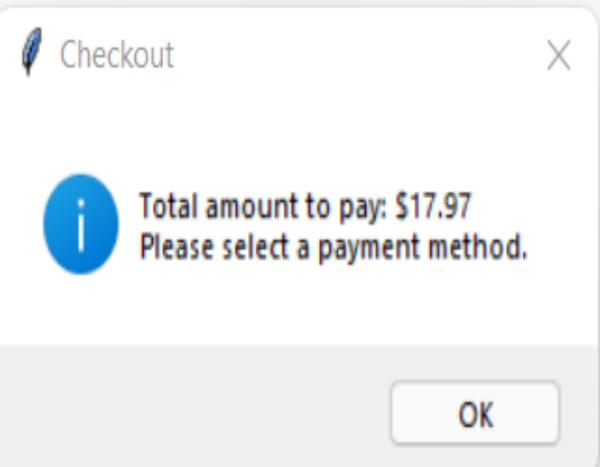 Checkout
Total amount to pay: $17.97
Please select a payment method.
OK